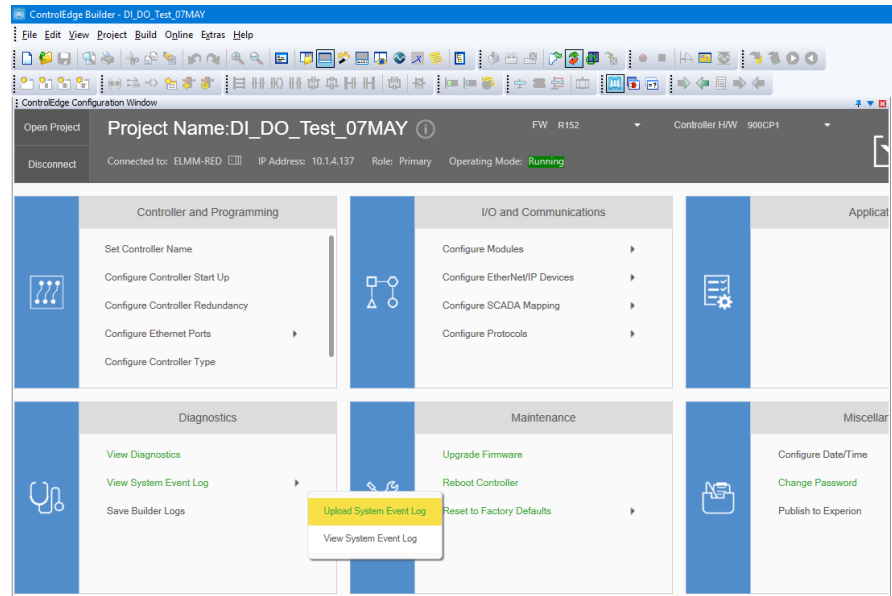 ControlEdge Builder - DI_DO_Test_07MAY
File Edit View Project Build Online Extras Help
ControlEdge Configuration Window
Open Project
Project Name:DI_DO_Test_07MAY
FW R152
Controller H/W 900CP1
Disconnect
Connected to: ELMM-RED IP Address: 10.1.4.137 Role: Primary Operating Mode: Running
Controller and Programming
Set Controller Name
Configure Controller Start Up
Configure Controller Redundancy
Configure Ethernet Ports
Configure Controller Type
I/O and Communications
Configure Modules
Configure EtherNet/IP Devices
Configure SCADA Mapping
Configure Protocols
Applicat
Diagnostics
View Diagnostics
View System Event Log
Save Builder Logs
Upload System Event Log
View System Event Log
Maintenance
Upgrade Firmware
Reboot Controller
Reset to Factory Defaults
Miscellar
Configure Date/Time
Change Password
Publish to Experion